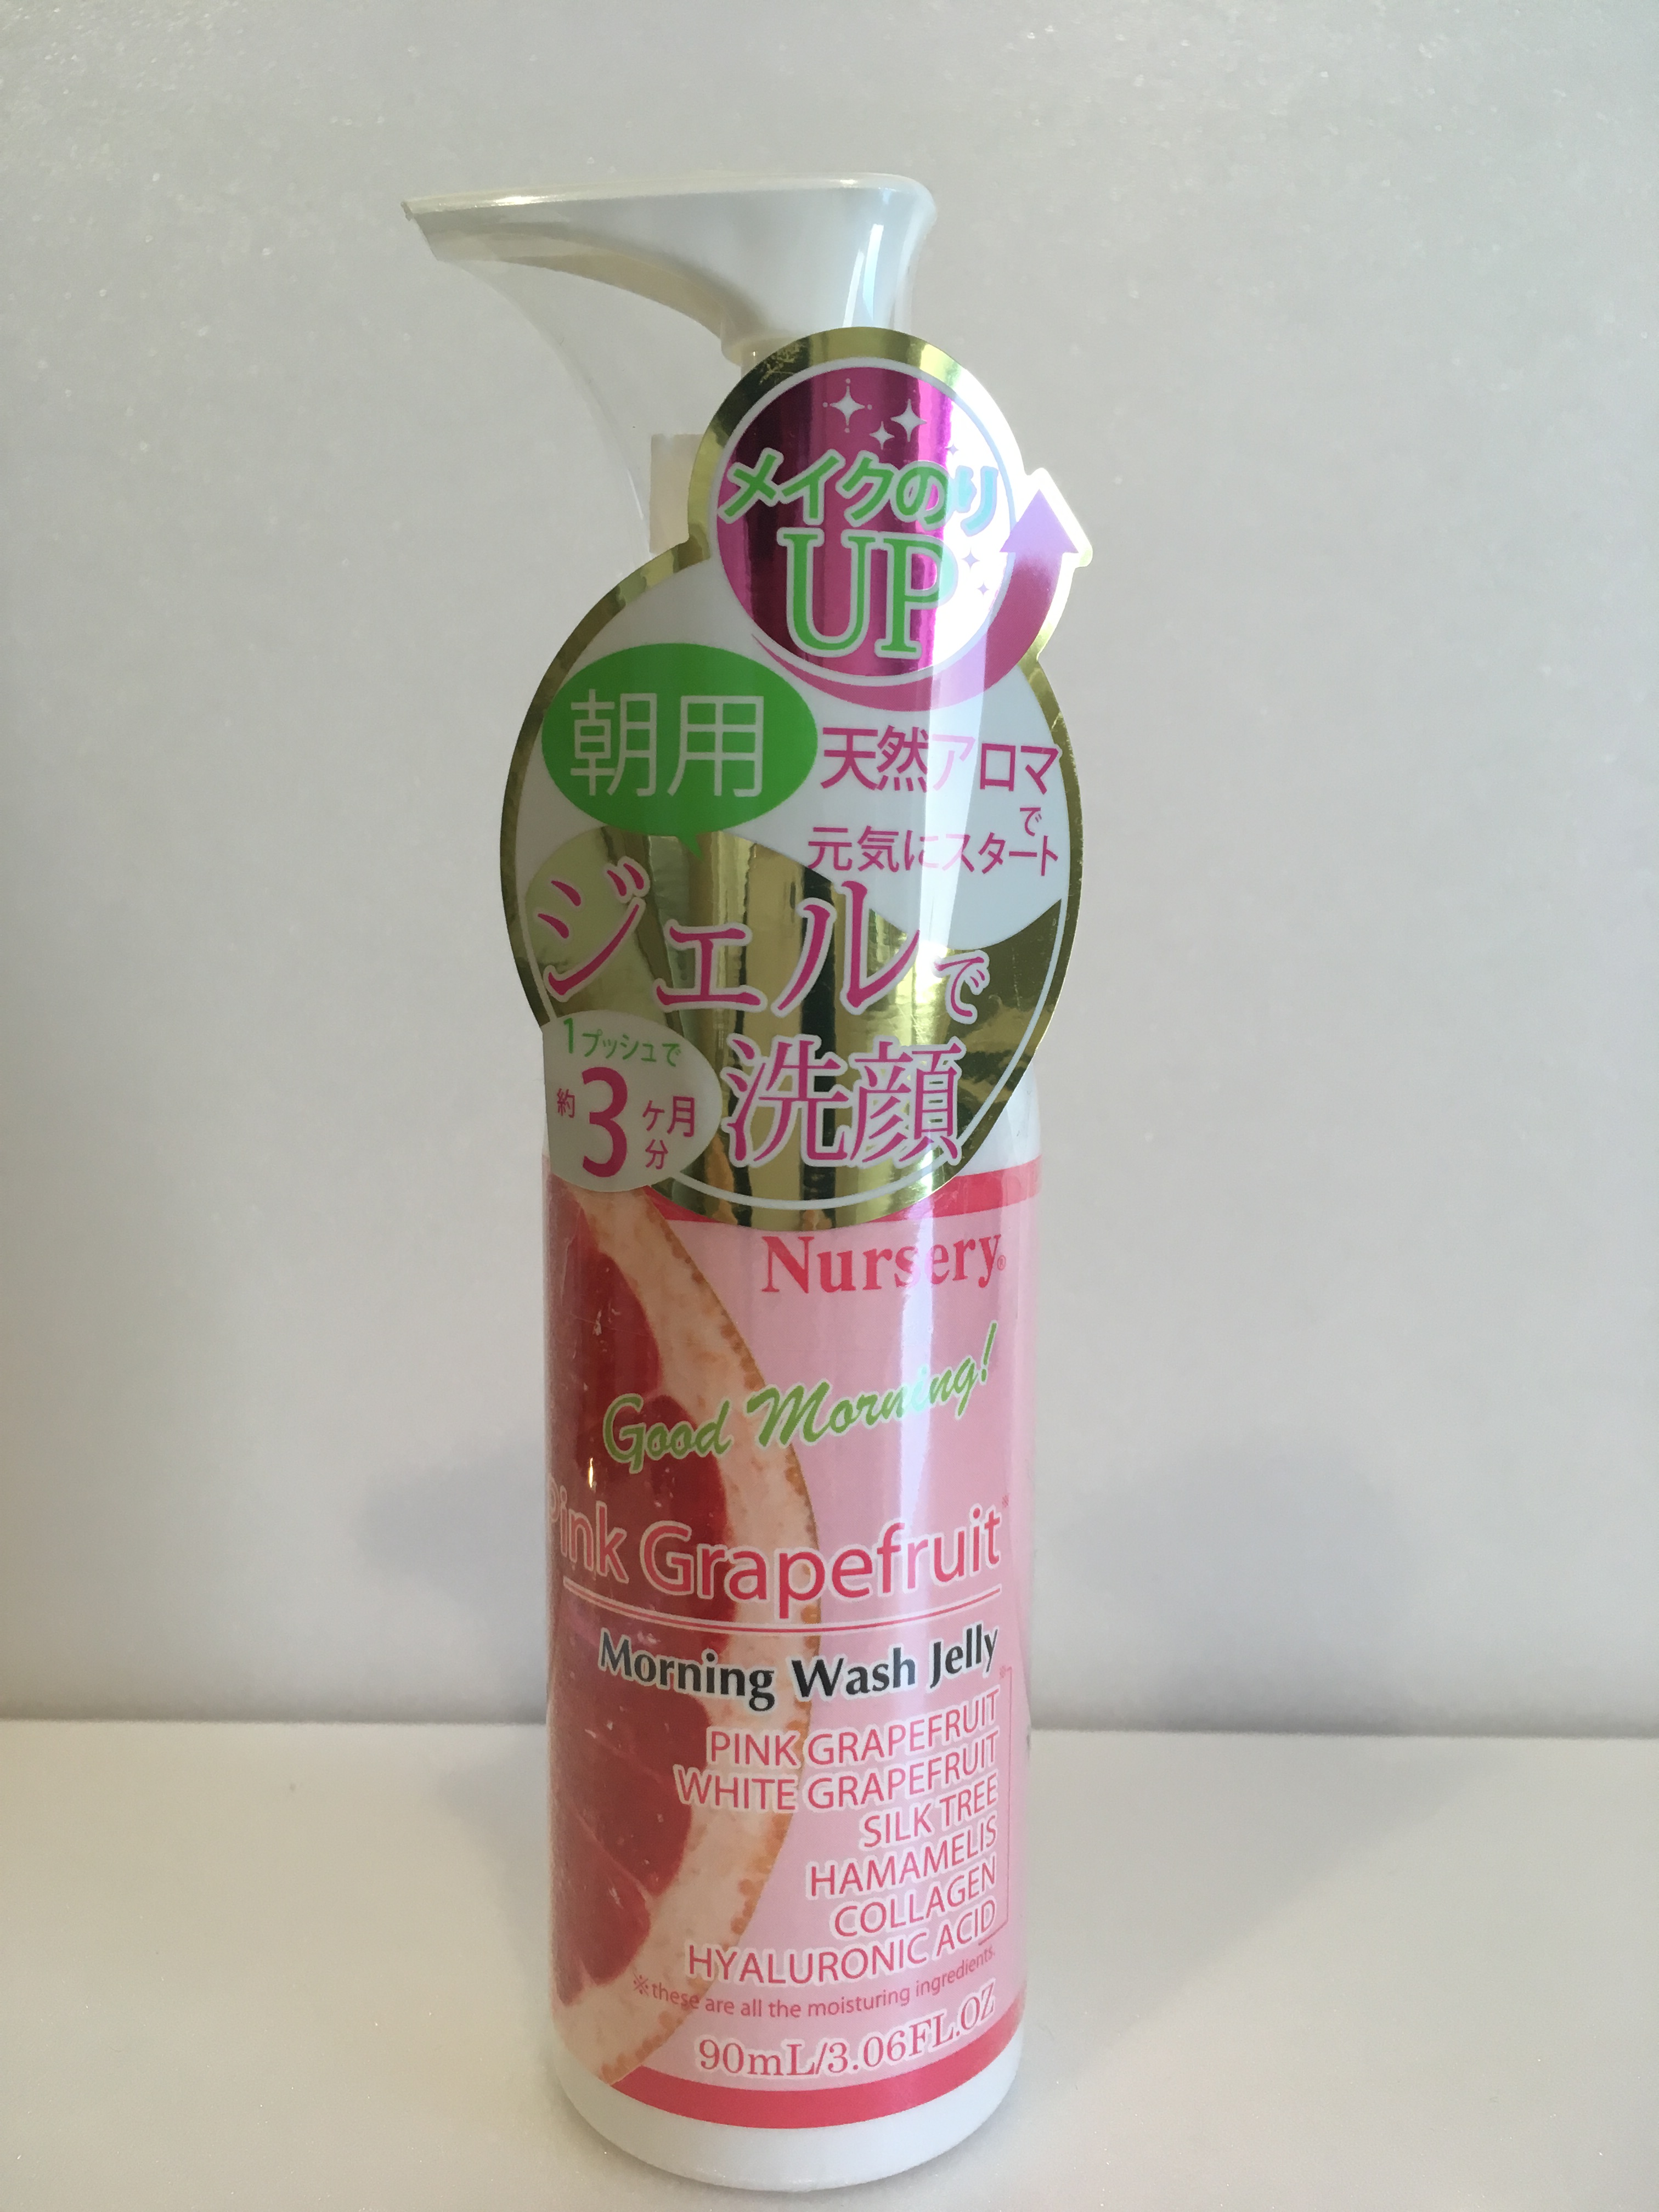 メイクのり
UP
朝用
天然アロマ
で
元気にスタート
ジェルで
洗顔
1プッシュで
約3ヶ月
分
Nursery®
Good Morning!
Pink Grapefruit※
Morning Wash Jelly
PINK GRAPEFRUIT※
WHITE GRAPEFRUIT
SILK TREE
HAMAMELIS
COLLAGEN
HYALURONIC ACID
※these are all the moisturing ingredients.
90mL/3.06FL.OZ